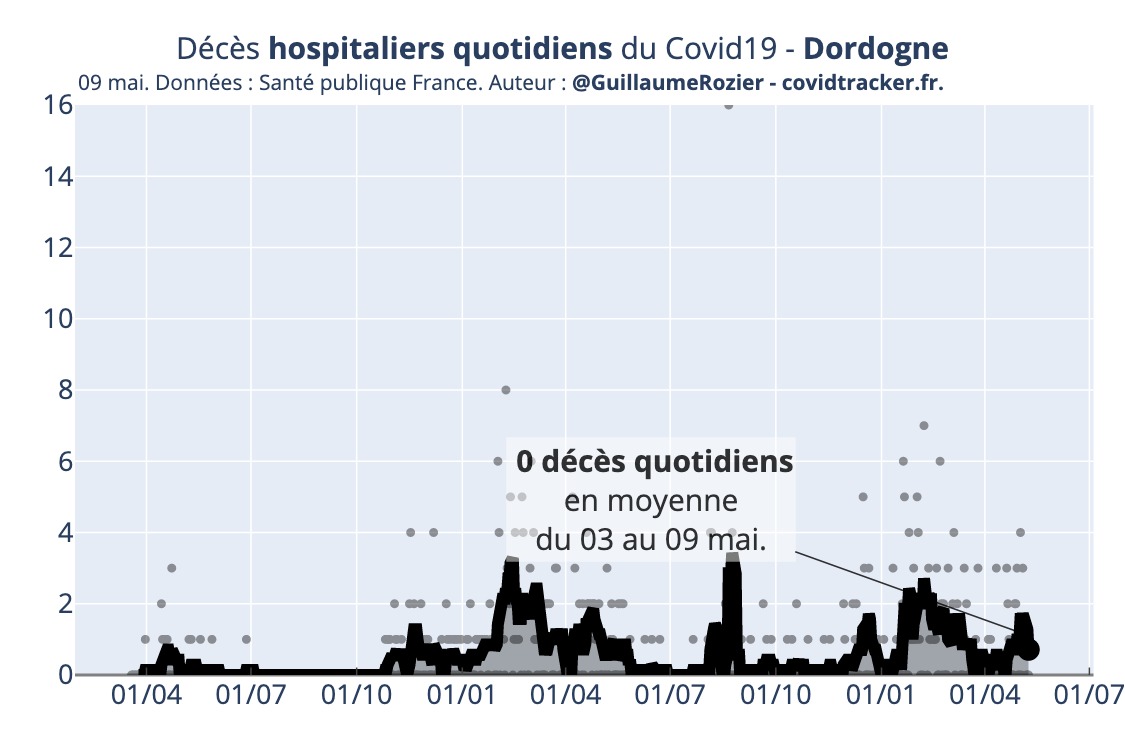 Décès hospitaliers quotidiens du Covid19 - Dordogne
09 mai. Données : Santé publique France. Auteur : @GuillaumeRozier - covidtracker.fr.
16
14
12
10
8
6
4
2
0
0 décès quotidiens
en moyenne
du 03 au 09 mai.
01/04 01/07 01/10 01/01 01/04 01/07 01/10 01/01 01/04 01/07